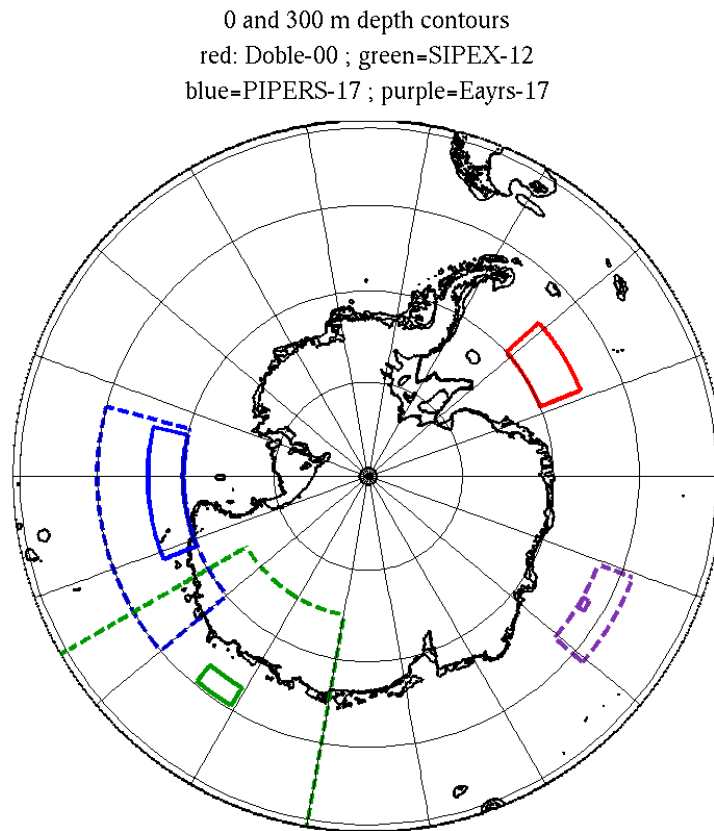 0 and 300 m depth contours
red: Doble-00 ; green=SIPEX-12
blue=PIPERS-17 ; purple=Eayrs-17